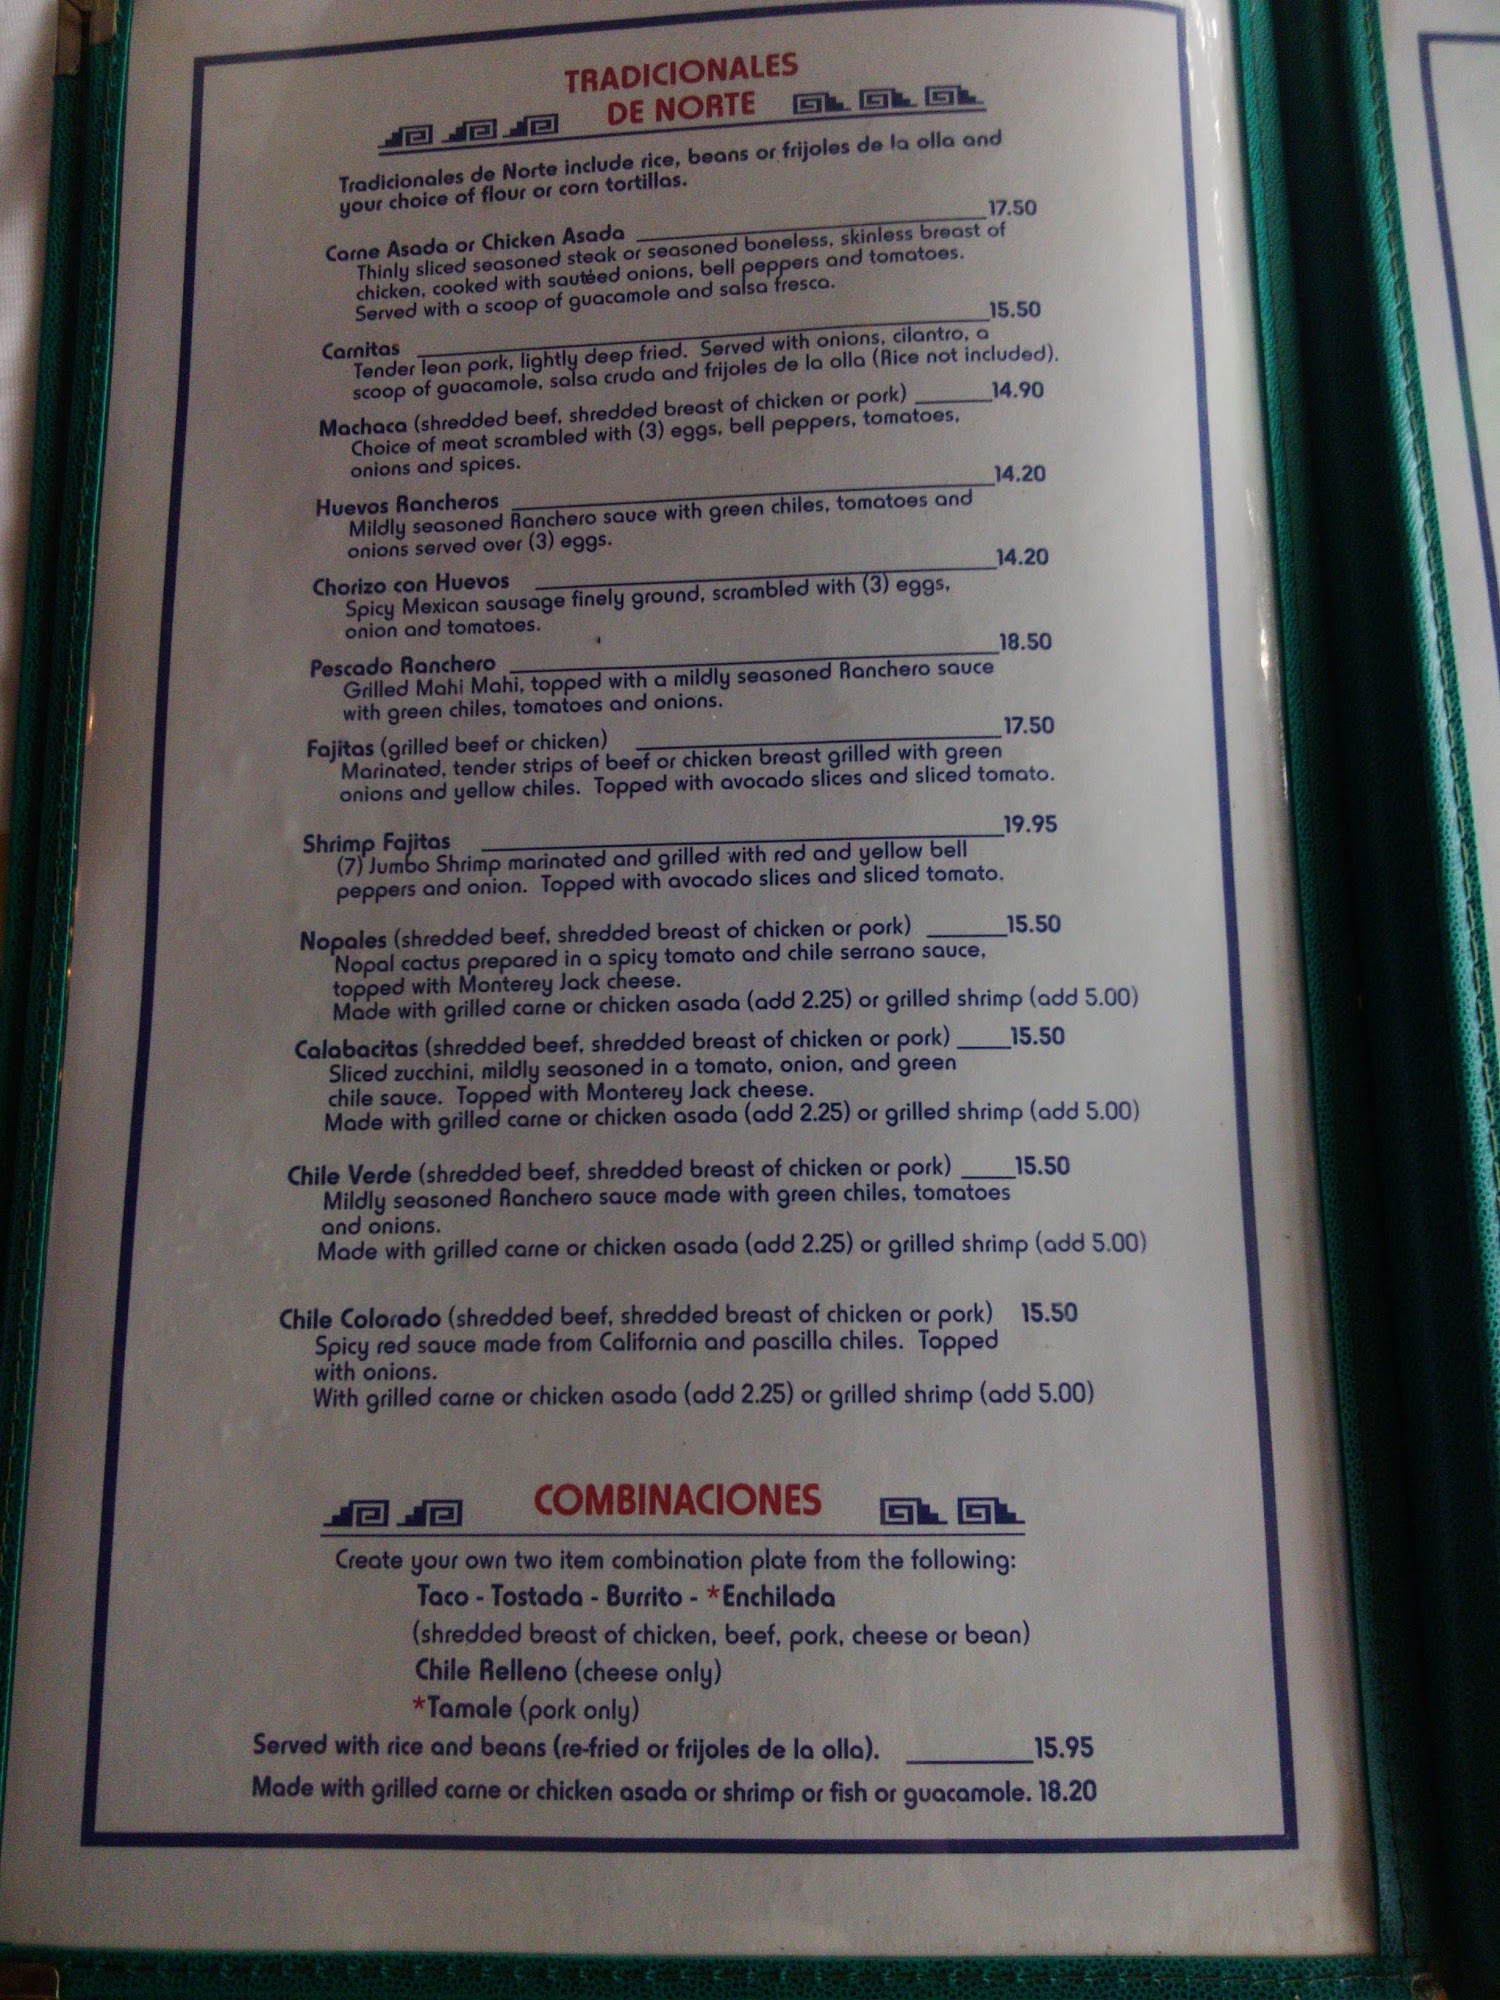 TRADICIONALES
DE NORTE
Tradicionales de Norte include rice, beans or frijoles de la olla and
your choice of flour or corn tortillas.
Carne Asada or Chicken Asada 17.50
Thinly sliced seasoned steak or seasoned boneless, skinless breast of
chicken, cooked with sautéed onions, bell peppers and tomatoes.
Served with a scoop of guacamole and salsa fresca.
Carnitas 15.50
Tender lean pork, lightly deep fried. Served with onions, cilantro, a
scoop of guacamole, salsa cruda and frijoles de la olla (Rice not included).
Machaca (shredded beef, shredded breast of chicken or pork) 14.90
Choice of meat scrambled with (3) eggs, bell peppers, tomatoes,
onions and spices.
Huevos Rancheros 14.20
Mildly seasoned Ranchero sauce with green chiles, tomatoes and
onions served over (3) eggs.
Chorizo con Huevos 14.20
Spicy Mexican sausage finely ground, scrambled with (3) eggs,
onion and tomatoes.
Pescado Ranchero 18.50
Grilled Mahi Mahi, topped with a mildly seasoned Ranchero sauce
with green chiles, tomatoes and onions.
Fajitas (grilled beef or chicken) 17.50
Marinated, tender strips of beef or chicken breast grilled with green
onions and yellow chiles. Topped with avocado slices and sliced tomato.
Shrimp Fajitas 19.95
(7) Jumbo Shrimp marinated and grilled with red and yellow bell
peppers and onion. Topped with avocado slices and sliced tomato.
Nopales (shredded beef, shredded breast of chicken or pork) 15.50
Nopal cactus prepared in a spicy tomato and chile serrano sauce,
topped with Monterey Jack cheese.
Made with grilled carne or chicken asada (add 2.25) or grilled shrimp (add 5.00)
Calabacitas (shredded beef, shredded breast of chicken or pork) 15.50
Sliced zucchini, mildly seasoned in a tomato, onion, and green
chile sauce. Topped with Monterey Jack cheese.
Made with grilled carne or chicken asada (add 2.25) or grilled shrimp (add 5.00)
Chile Verde (shredded beef, shredded breast of chicken or pork) 15.50
Mildly seasoned Ranchero sauce made with green chiles, tomatoes
and onions.
Made with grilled carne or chicken asada (add 2.25) or grilled shrimp (add 5.00)
Chile Colorado (shredded beef, shredded breast of chicken or pork) 15.50
Spicy red sauce made from California and pascilla chiles. Topped
with onions.
With grilled carne or chicken asada (add 2.25) or grilled shrimp (add 5.00)
COMBINACIONES
Create your own two item combination plate from the following:
Taco - Tostada - Burrito - *Enchilada
(shredded breast of chicken, beef, pork, cheese or bean)
Chile Relleno (cheese only)
*Tamale (pork only)
Served with rice and beans (re-fried or frijoles de la olla). 15.95
Made with grilled carne or chicken asada or shrimp or fish or guacamole. 18.20